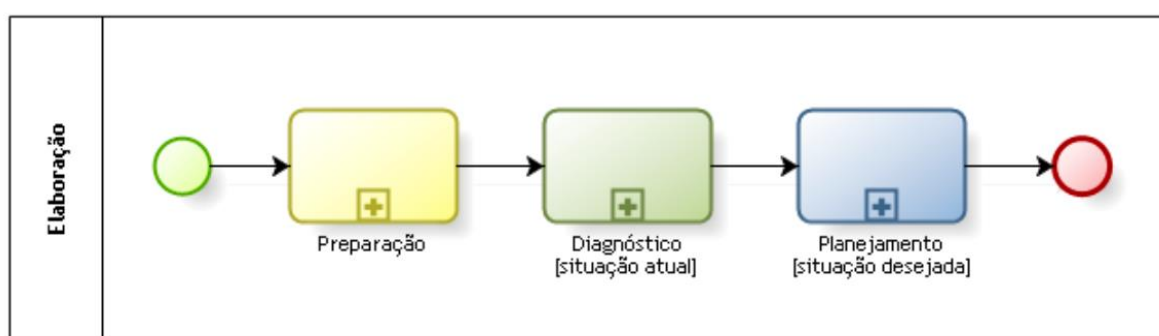 Elaboração
Preparação
Diagnóstico
[situação atual]
Planejamento
[situação desejada]